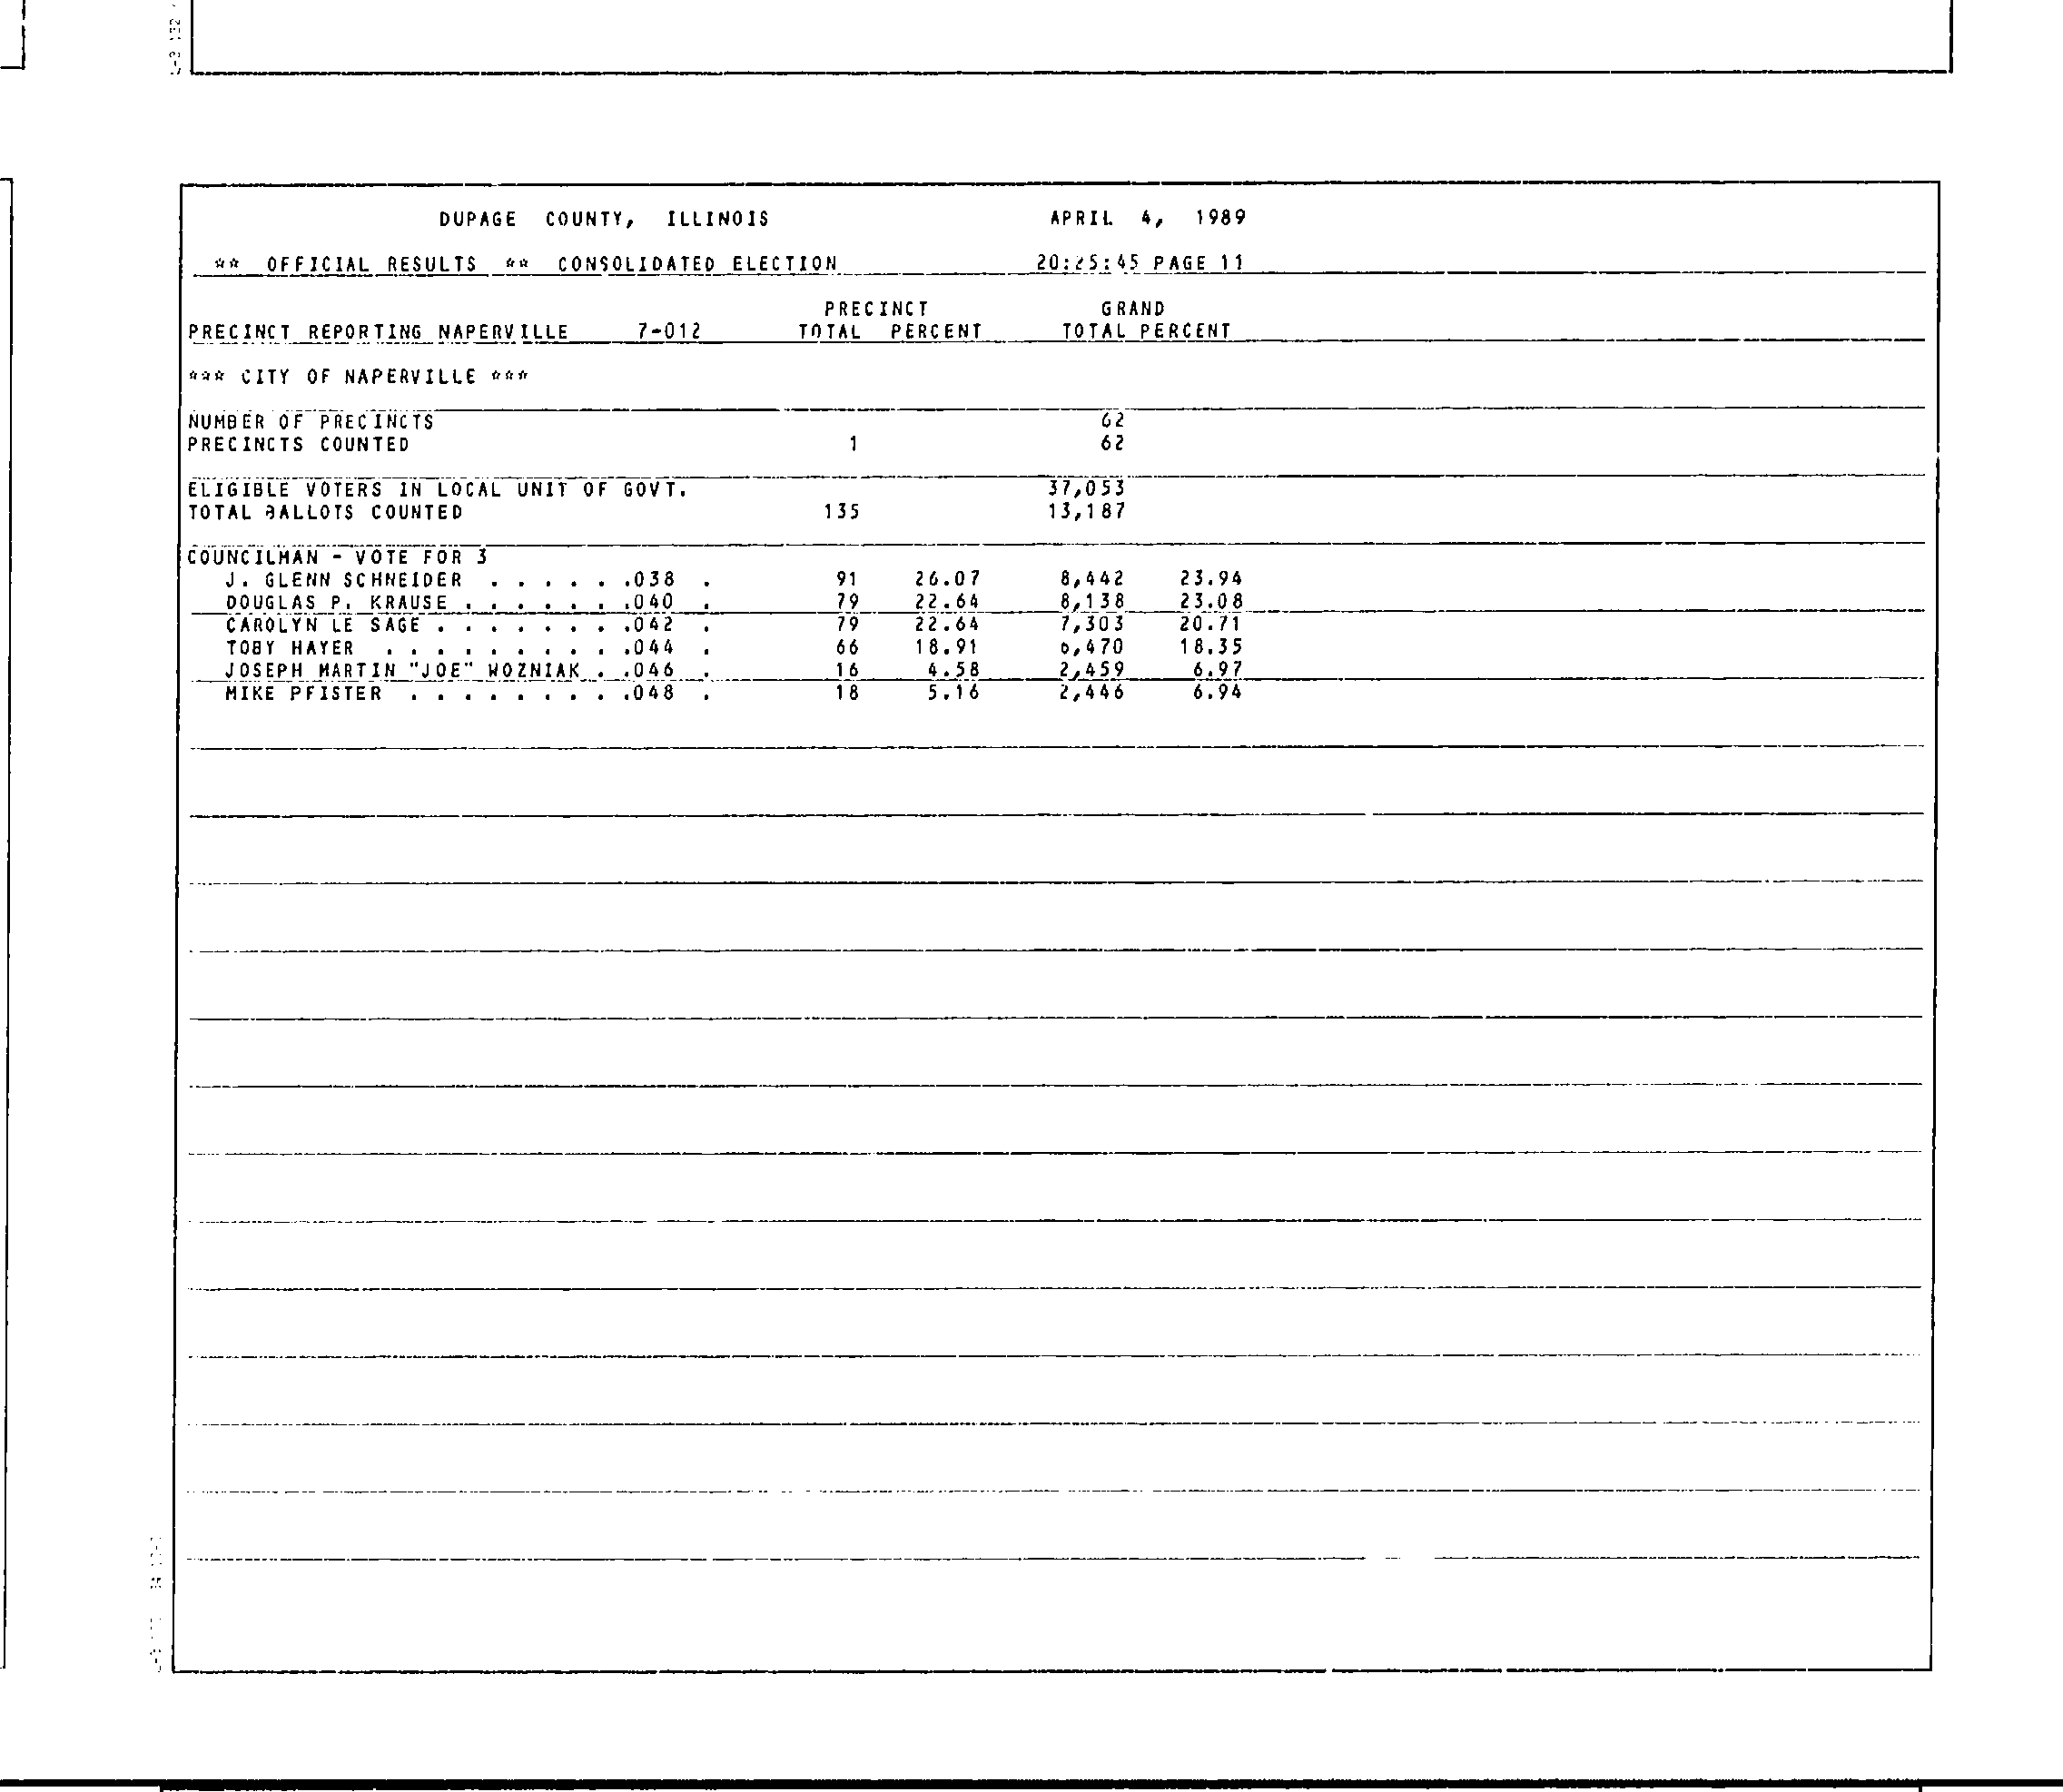 DUPAGE COUNTY, ILLINOIS APRIL 4, 1989
** OFFICIAL RESULTS ** CONSOLIDATED ELECTION 20:25:45 PAGE 11
PRECINCT GRAND
PRECINCT REPORTING NAPERVILLE 7-012 TOTAL PERCENT TOTAL PERCENT
*** CITY OF NAPERVILLE ***
NUMBER OF PRECINCTS 62
PRECINCTS COUNTED 1 62
ELIGIBLE VOTERS IN LOCAL UNIT OF GOVT. 37,053
TOTAL BALLOTS COUNTED 135 13,187
COUNCILMAN - VOTE FOR 3
J. GLENN SCHNEIDER . . . . . .038 . 91 26.07 8,442 23.94
DOUGLAS P. KRAUSE . . . . . . .040 . 79 22.64 8,138 23.08
CAROLYN LE SAGE . . . . . . . .042 . 79 22.64 7,303 20.71
TOBY HAYER . . . . . . . . . .044 . 66 18.91 6,470 18.35
JOSEPH MARTIN "JOE" WOZNIAK . .046 . 16 4.58 2,459 6.97
MIKE PFISTER . . . . . . . . .048 . 18 5.16 2,446 6.94